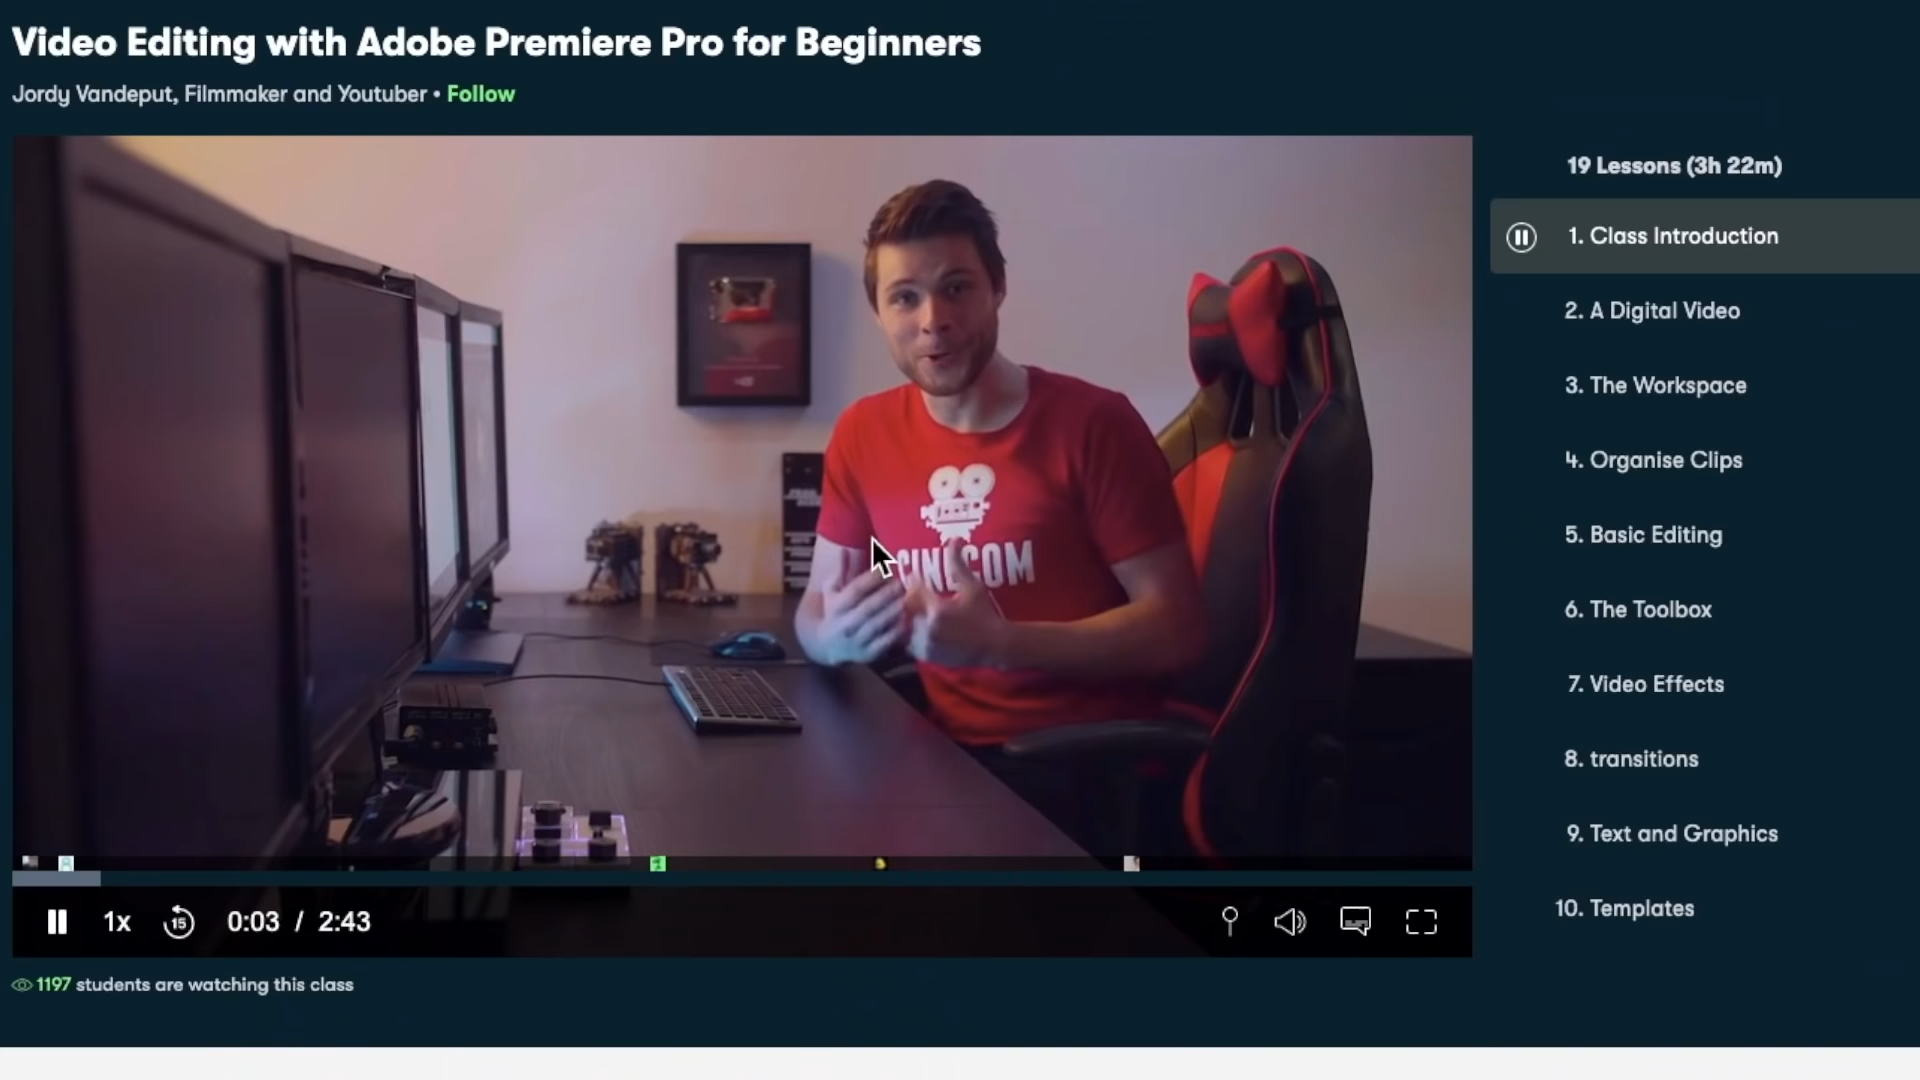 Video Editing with Adobe Premiere Pro for Beginners
Jordy Vandeput, Filmmaker and Youtuber • Follow
19 Lessons (3h 22m)
1. Class Introduction
2. A Digital Video
3. The Workspace
4. Organise Clips
5. Basic Editing
6. The Toolbox
7. Video Effects
8. transitions
9. Text and Graphics
10. Templates
CINECOM
1x 15 0:03 / 2:43
1197 students are watching this class